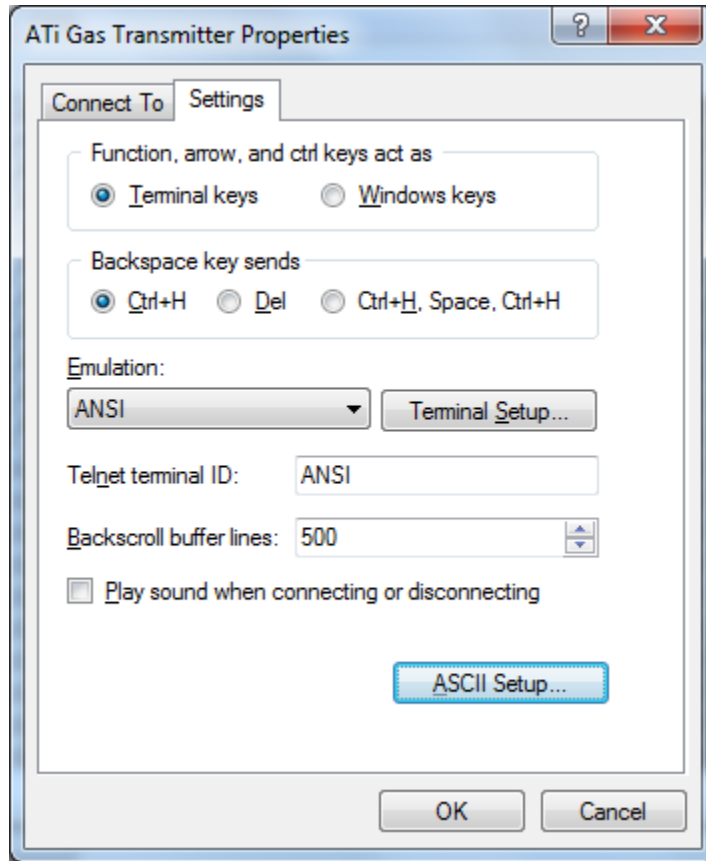 ATi Gas Transmitter Properties
Connect To Settings
Function, arrow, and ctrl keys act as
Terminal keys Windows keys
Backspace key sends
Ctrl+H Del Ctrl+H, Space, Ctrl+H
Emulation:
ANSI Terminal Setup...
Telnet terminal ID: ANSI
Backscroll buffer lines: 500
Play sound when connecting or disconnecting
ASCII Setup...
OK Cancel